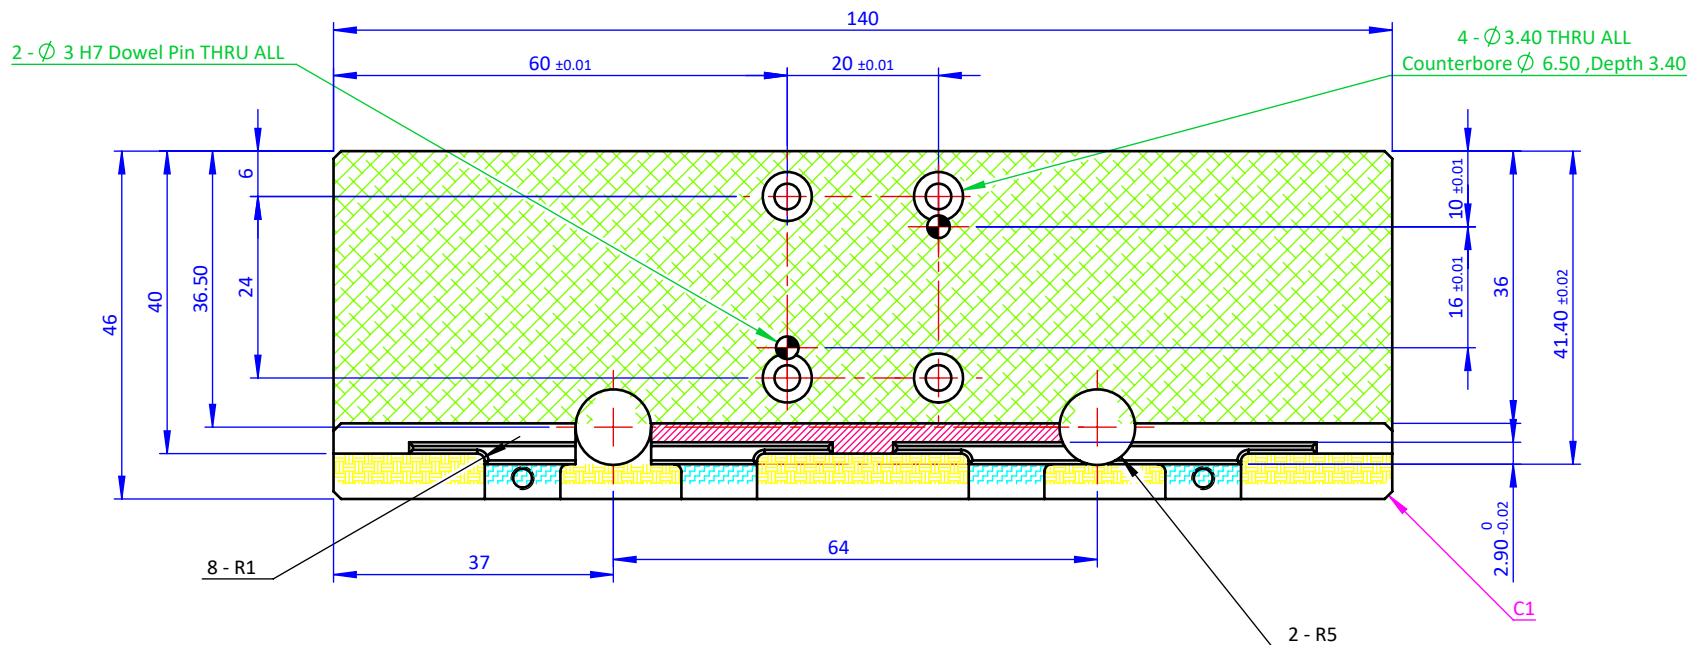 140
2 - ∅ 3 H7 Dowel Pin THRU ALL
4 - ∅ 3.40 THRU ALL
Counterbore ∅ 6.50 ,Depth 3.40
60 ±0.01
20 ±0.01
6
24
36.50
40
46
10 ±0.01
16 ±0.01
36
41.40 ±0.02
2.90 0 -0.02
64
37
8 - R1
C1
2 - R5